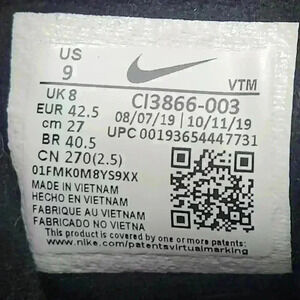 US
9
VTM
UK 8
EUR 42.5
cm 27
BR 40.5
CN 270(2.5)
CI3866-003
08/07/19 | 10/11/19
UPC 00193654447731
01FMK0M8YS9XX
MADE IN VIETNAM
HECHO EN VIETNAM
FABRIQUE AU VIETNAM
FABRICADO NO VIETNA
This product is covered by
one or more patents. See
www.nike.com/patentsvirtualmarking